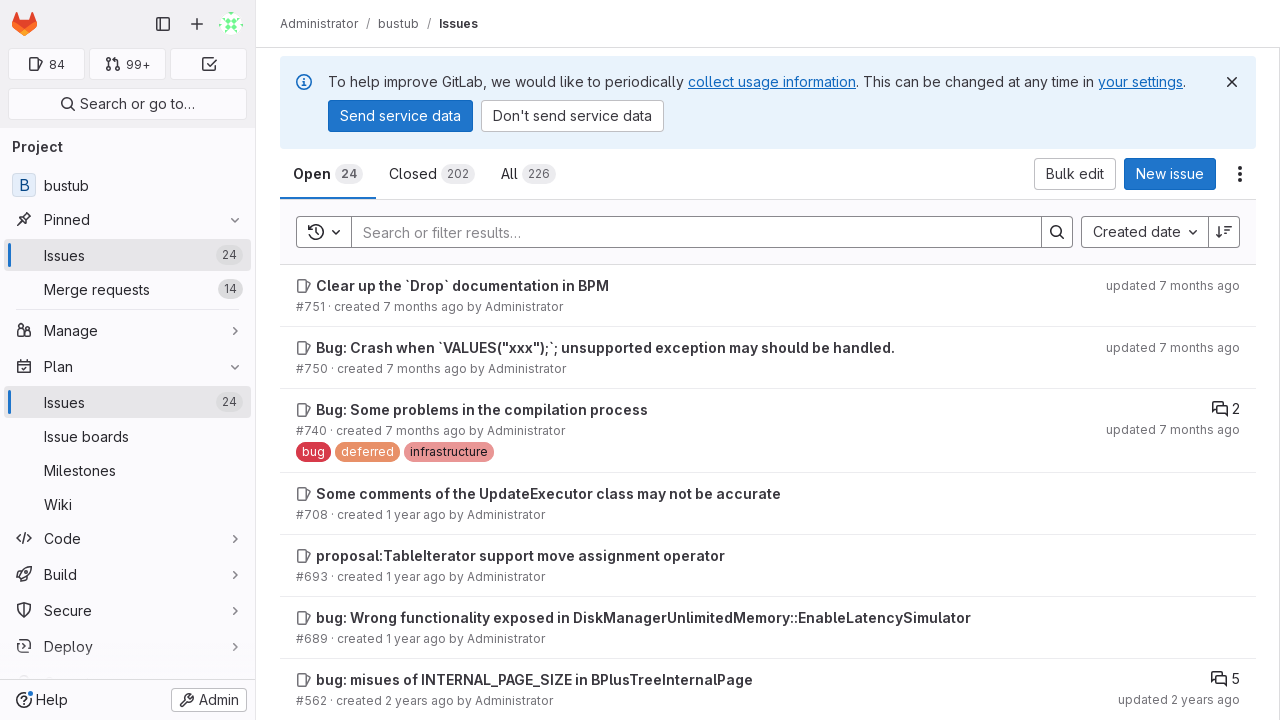 84
99+
Search or go to…
Project
B bustub
Pinned
Issues 24
Merge requests 14
Manage
Plan
Issues 24
Issue boards
Milestones
Wiki
Code
Build
Secure
Deploy
Help
Admin
Administrator / bustub / Issues
To help improve GitLab, we would like to periodically collect usage information. This can be changed at any time in your settings.
Send service data
Don't send service data
Open 24
Closed 202
All 226
Bulk edit
New issue
Search or filter results…
Created date
Clear up the `Drop` documentation in BPM
updated 7 months ago
#751 · created 7 months ago by Administrator
Bug: Crash when `VALUES("xxx");`; unsupported exception may should be handled.
updated 7 months ago
#750 · created 7 months ago by Administrator
Bug: Some problems in the compilation process
2
#740 · created 7 months ago by Administrator
updated 7 months ago
bug deferred infrastructure
Some comments of the UpdateExecutor class may not be accurate
#708 · created 1 year ago by Administrator
proposal:TableIterator support move assignment operator
#693 · created 1 year ago by Administrator
bug: Wrong functionality exposed in DiskManagerUnlimitedMemory::EnableLatencySimulator
#689 · created 1 year ago by Administrator
bug: misues of INTERNAL_PAGE_SIZE in BPlusTreeInternalPage
5
#562 · created 2 years ago by Administrator
updated 2 years ago